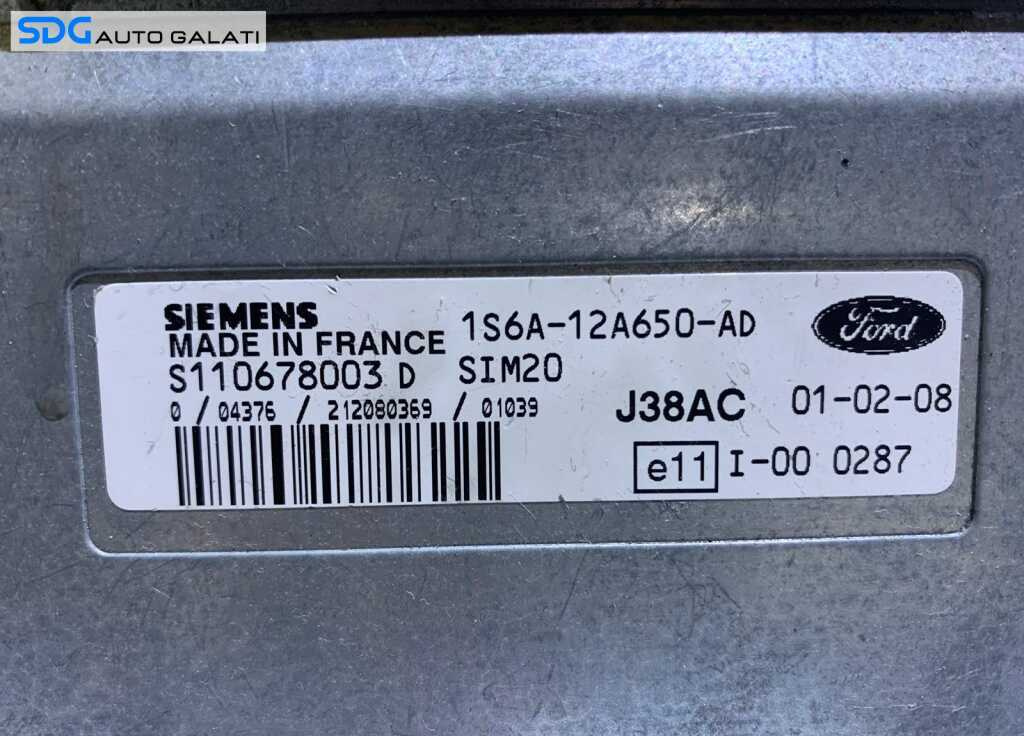 SDG AUTO GALATI
SIEMENS
MADE IN FRANCE
1S6A-12A650-AD
Ford
S110678003 D
SIM20
0 / 04376 / 212080369 / 01039
J38AC
01-02-08
e11 I-00 0287